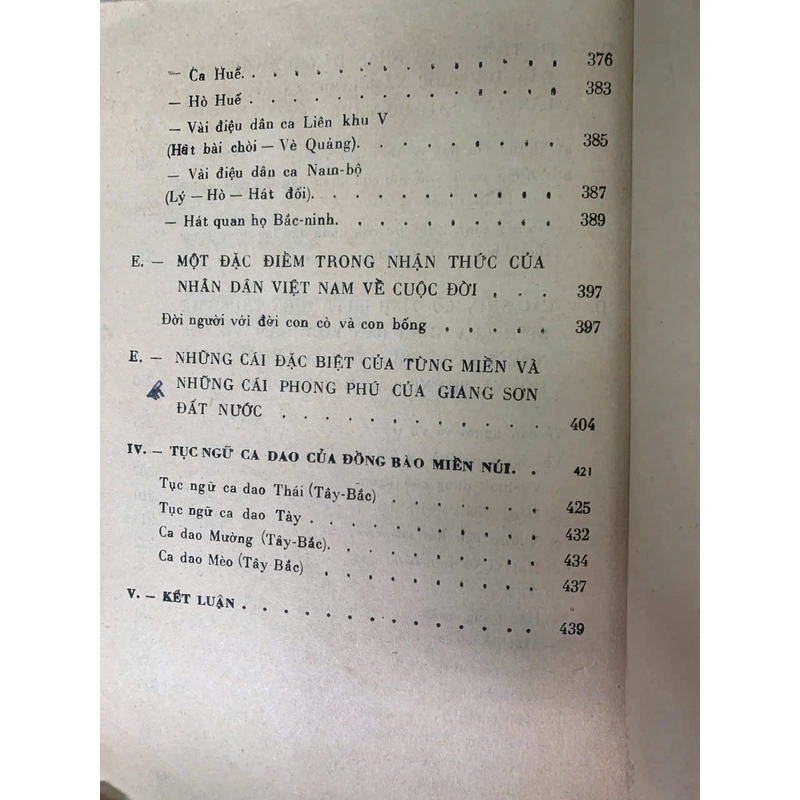 — Ca Huế. . . . . . . . . . . 376
— Hò Huế . . . . . . . . . . . 383
— Vài điệu dân ca Liên khu V
(Hát bài chòi — Vè Quảng). . . . . . . . 385
— Vài điệu dân ca Nam-bộ
(Lý — Hò — Hát đối). . . . . . . . . 387
— Hát quan họ Bắc-ninh. . . . . . . . . 389
E. — MỘT ĐẶC ĐIỂM TRONG NHẬN THỨC CỦA
NHÂN DÂN VIỆT NAM VỀ CUỘC ĐỜI . . . 397
Đời người với đời con cò và con bống . . . . . 397
E. — NHỮNG CÁI ĐẶC BIỆT CỦA TỪNG MIỀN VÀ
NHỮNG CÁI PHONG PHÚ CỦA GIANG SƠN
ĐẤT NƯỚC . . . . . . . . . . 404
IV. — TỤC NGỮ CA DAO CỦA ĐỒNG BÀO MIỀN NÚI. . 421
Tục ngữ ca dao Thái (Tây-Bắc) . . . . . . . 425
Tục ngữ ca dao Tày . . . . . . . . . . 432
Ca dao Mường (Tây-Bắc). . . . . . . . . 434
Ca dao Mèo (Tây Bắc) . . . . . . . . . 437
V. — KẾT LUẬN . . . . . . . . . . . . . 439